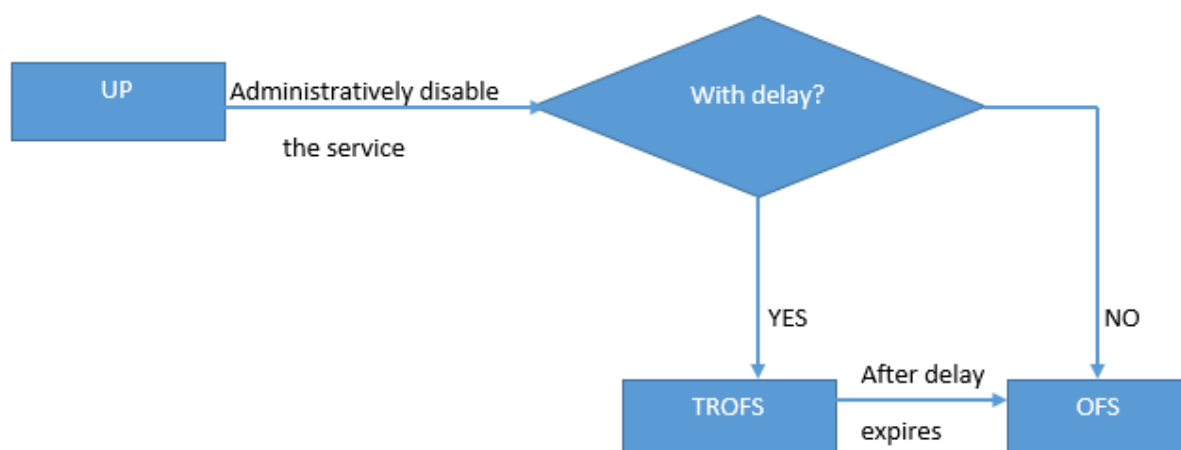 UP
Administratively disable
the service
With delay?
YES
NO
TROFS
After delay
expires
OFS